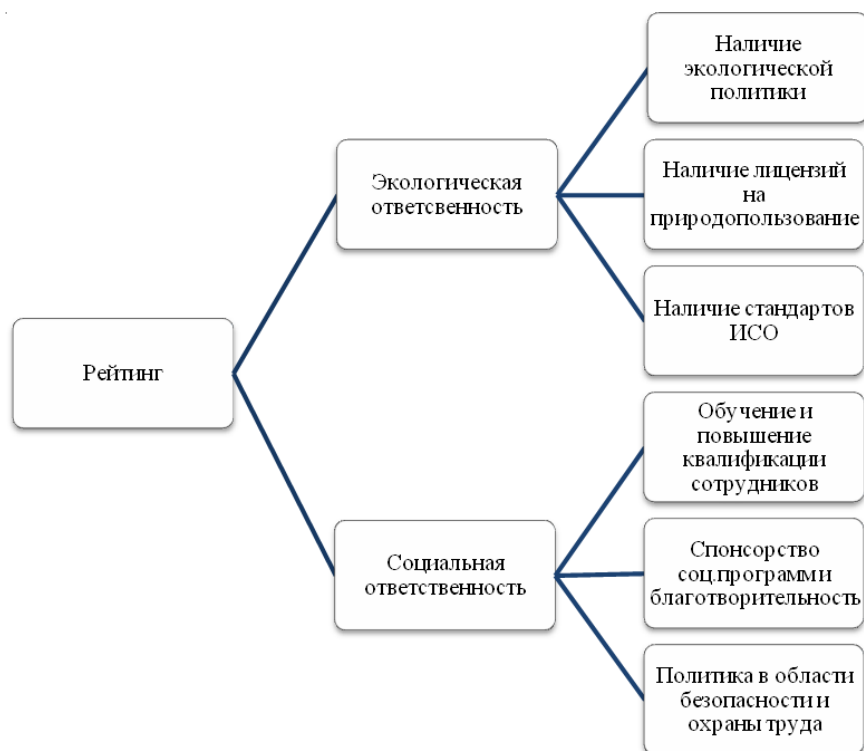 Рейтинг
Экологическая
ответсвенность
Наличие
экологической
политики
Наличие лицензий
на
природопользование
Наличие стандартов
ИСО
Социальная
ответственность
Обучение и
повышение
квалификации
сотрудников
Спонсорство
соц.программ и
благотворительность
Политика в области
безопасности и
охраны труда